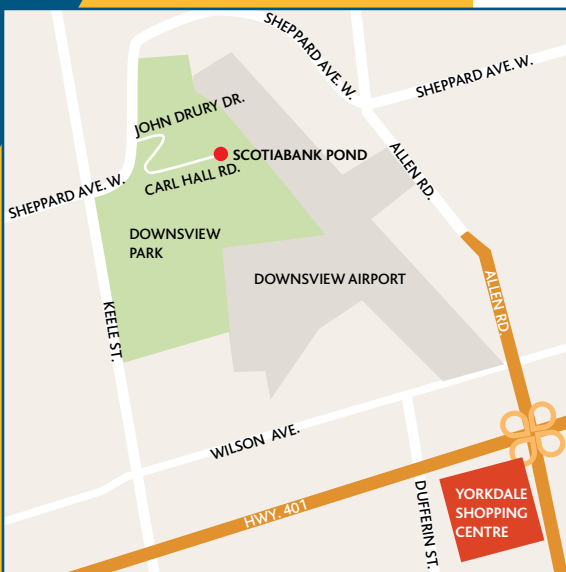 SHEPPARD AVE. W.
SHEPPARD AVE. W.
JOHN DRURY DR.
SCOTIABANK POND
ALLEN RD.
CARL HALL RD.
SHEPPARD AVE. W.
DOWNSVIEW
PARK
DOWNSVIEW AIRPORT
ALLEN RD.
KEELE ST.
WILSON AVE.
HWY. 401
DUFFERIN ST.
YORKDALE
SHOPPING
CENTRE